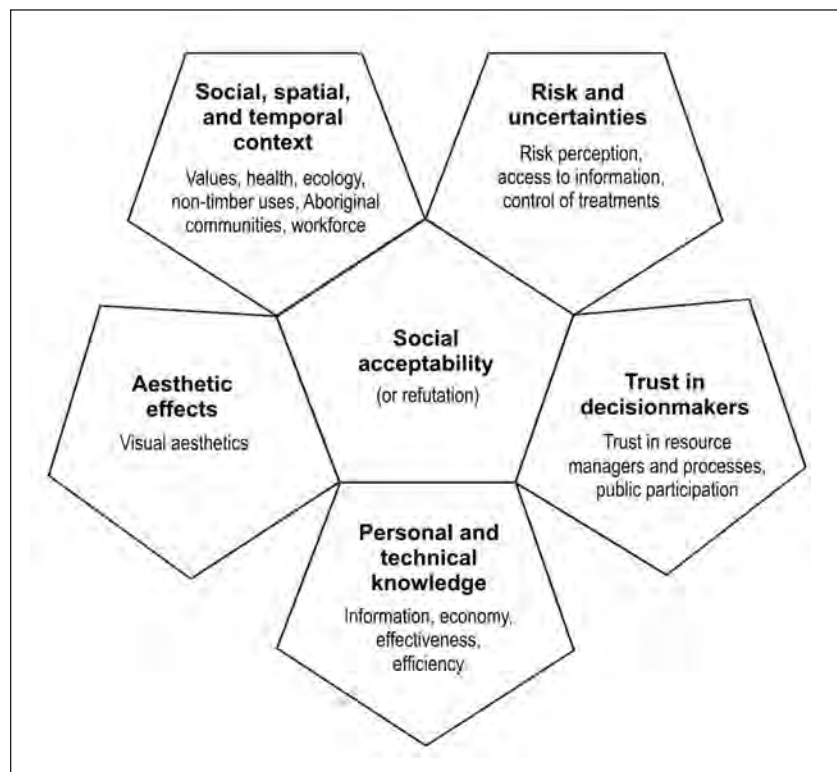 Social, spatial,
and temporal
context
Values, health, ecology,
non-timber uses, Aboriginal
communities, workforce
Risk and
uncertainties
Risk perception,
access to information,
control of treatments
Social
acceptability
(or refutation)
Aesthetic
effects
Visual aesthetics
Trust in
decisionmakers
Trust in resource
managers and processes,
public participation
Personal and
technical
knowledge
Information, economy,
effectiveness,
efficiency